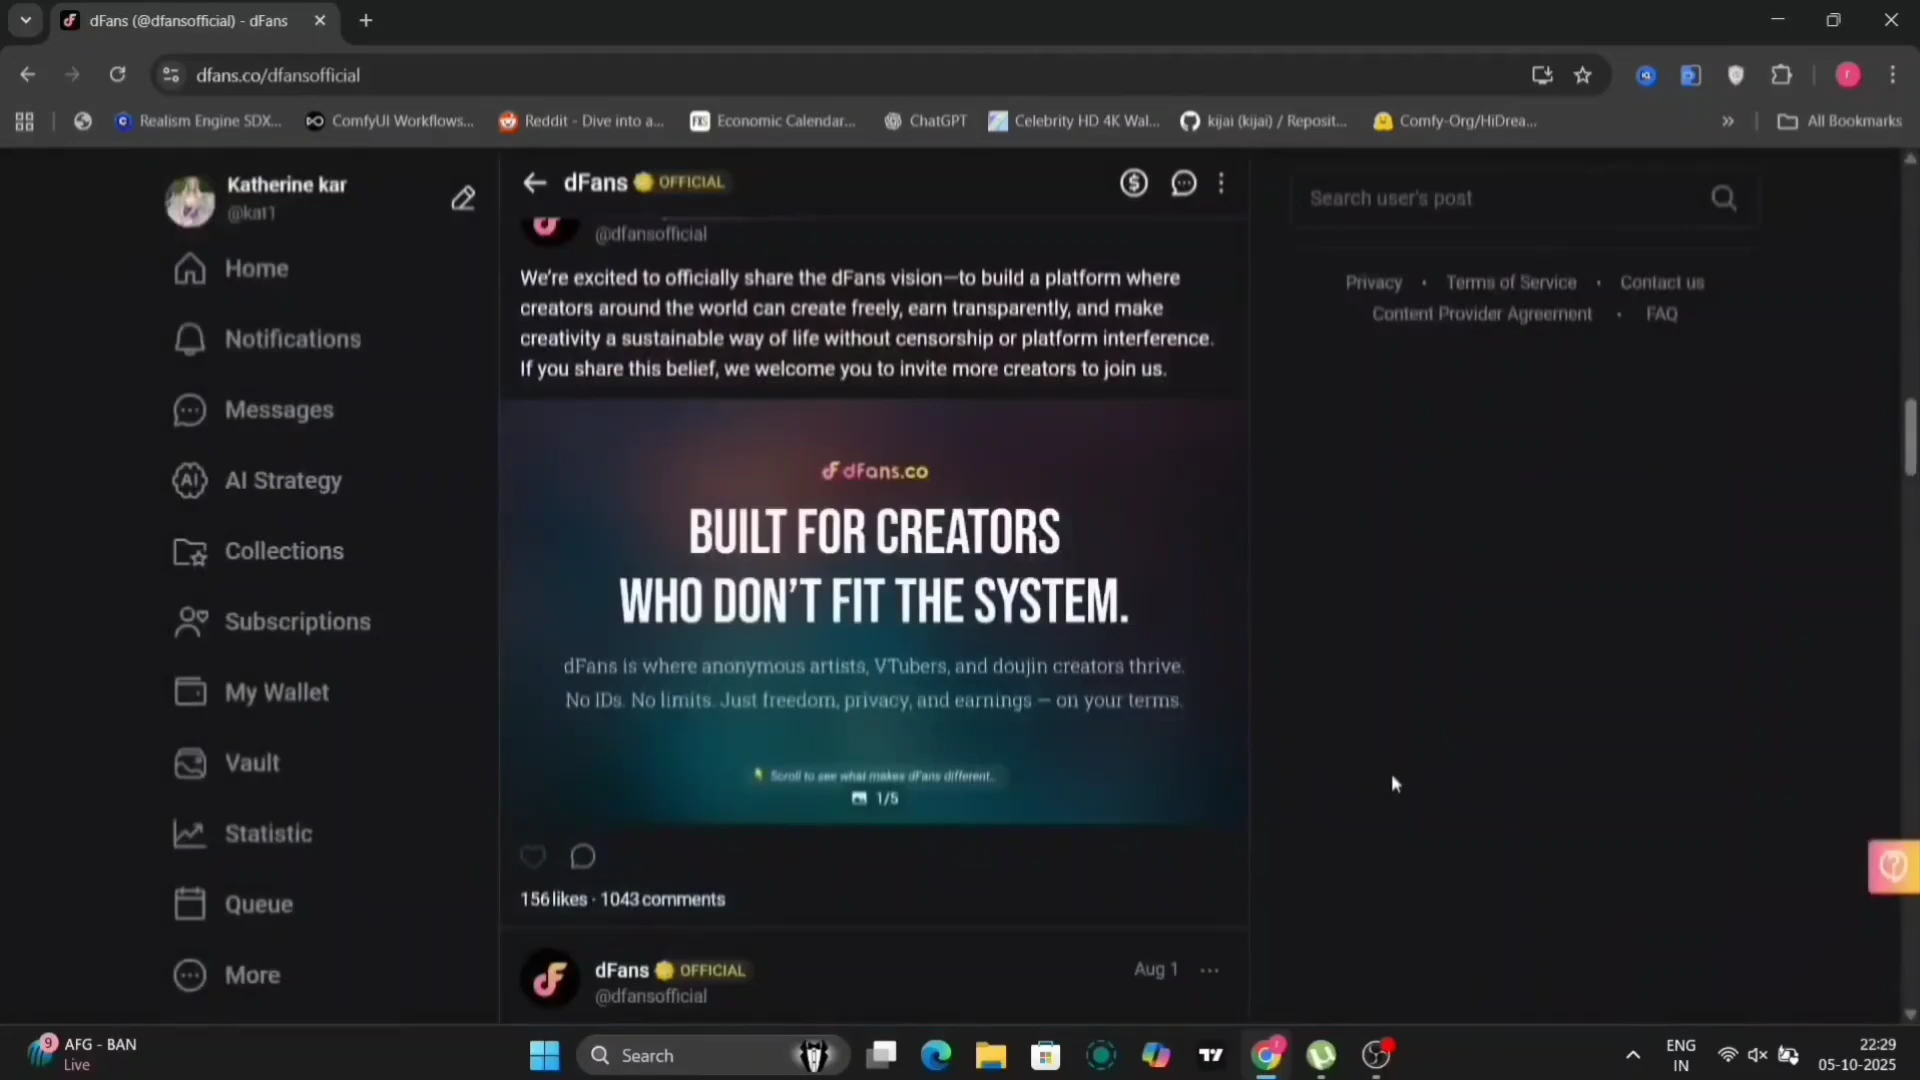 dFans (@dfansofficial) - dFans
dfans.co/dfansofficial
Realism Engine SDX...
ComfyUI Workflows...
Reddit - Dive into a...
Economic Calendar...
ChatGPT
Celebrity HD 4K Wal...
kijai (kijai) / Reposit...
Comfy-Org/HiDrea...
All Bookmarks
Katherine kar
@kat1
Home
Notifications
Messages
AI Strategy
Collections
Subscriptions
My Wallet
Vault
Statistic
Queue
More
dFans OFFICIAL
@dfansofficial
We're excited to officially share the dFans vision—to build a platform where
creators around the world can create freely, earn transparently, and make
creativity a sustainable way of life without censorship or platform interference.
If you share this belief, we welcome you to invite more creators to join us.
dFans.co
BUILT FOR CREATORS
WHO DON'T FIT THE SYSTEM.
dFans is where anonymous artists, VTubers, and doujin creators thrive.
No IDs. No limits. Just freedom, privacy, and earnings — on your terms.
Scroll to see what makes dFans different..
1/5
156 likes · 1043 comments
dFans OFFICIAL
Aug 1
@dfansofficial
Search user's post
Privacy · Terms of Service · Contact us
Content Provider Agreement · FAQ
9
AFG - BAN
Live
Search
ENG
IN
22:29
05-10-2025